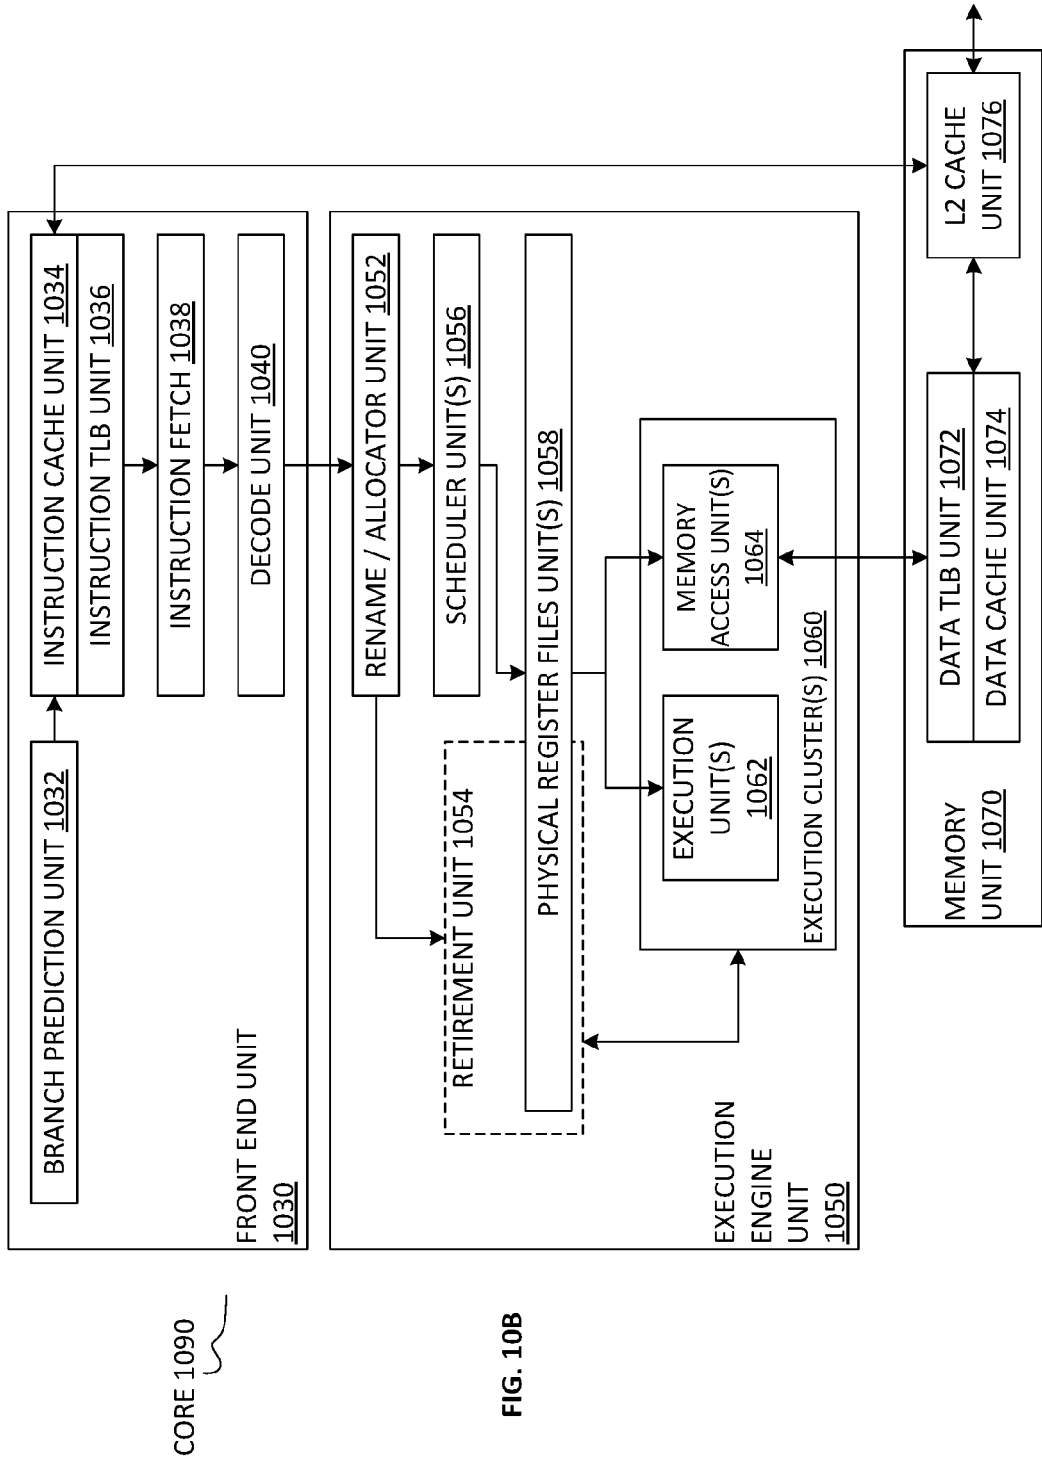 CORE 1090
FRONT END UNIT
1030
BRANCH PREDICTION UNIT 1032
INSTRUCTION CACHE UNIT 1034
INSTRUCTION TLB UNIT 1036
INSTRUCTION FETCH 1038
DECODE UNIT 1040
EXECUTION
ENGINE
UNIT
1050
RENAME / ALLOCATOR UNIT 1052
SCHEDULER UNIT(S) 1056
RETIREMENT UNIT 1054
PHYSICAL REGISTER FILES UNIT(S) 1058
EXECUTION
UNIT(S)
1062
MEMORY
ACCESS UNIT(S)
1064
EXECUTION CLUSTER(S) 1060
MEMORY
UNIT 1070
DATA TLB UNIT 1072
DATA CACHE UNIT 1074
L2 CACHE
UNIT 1076
FIG. 10B